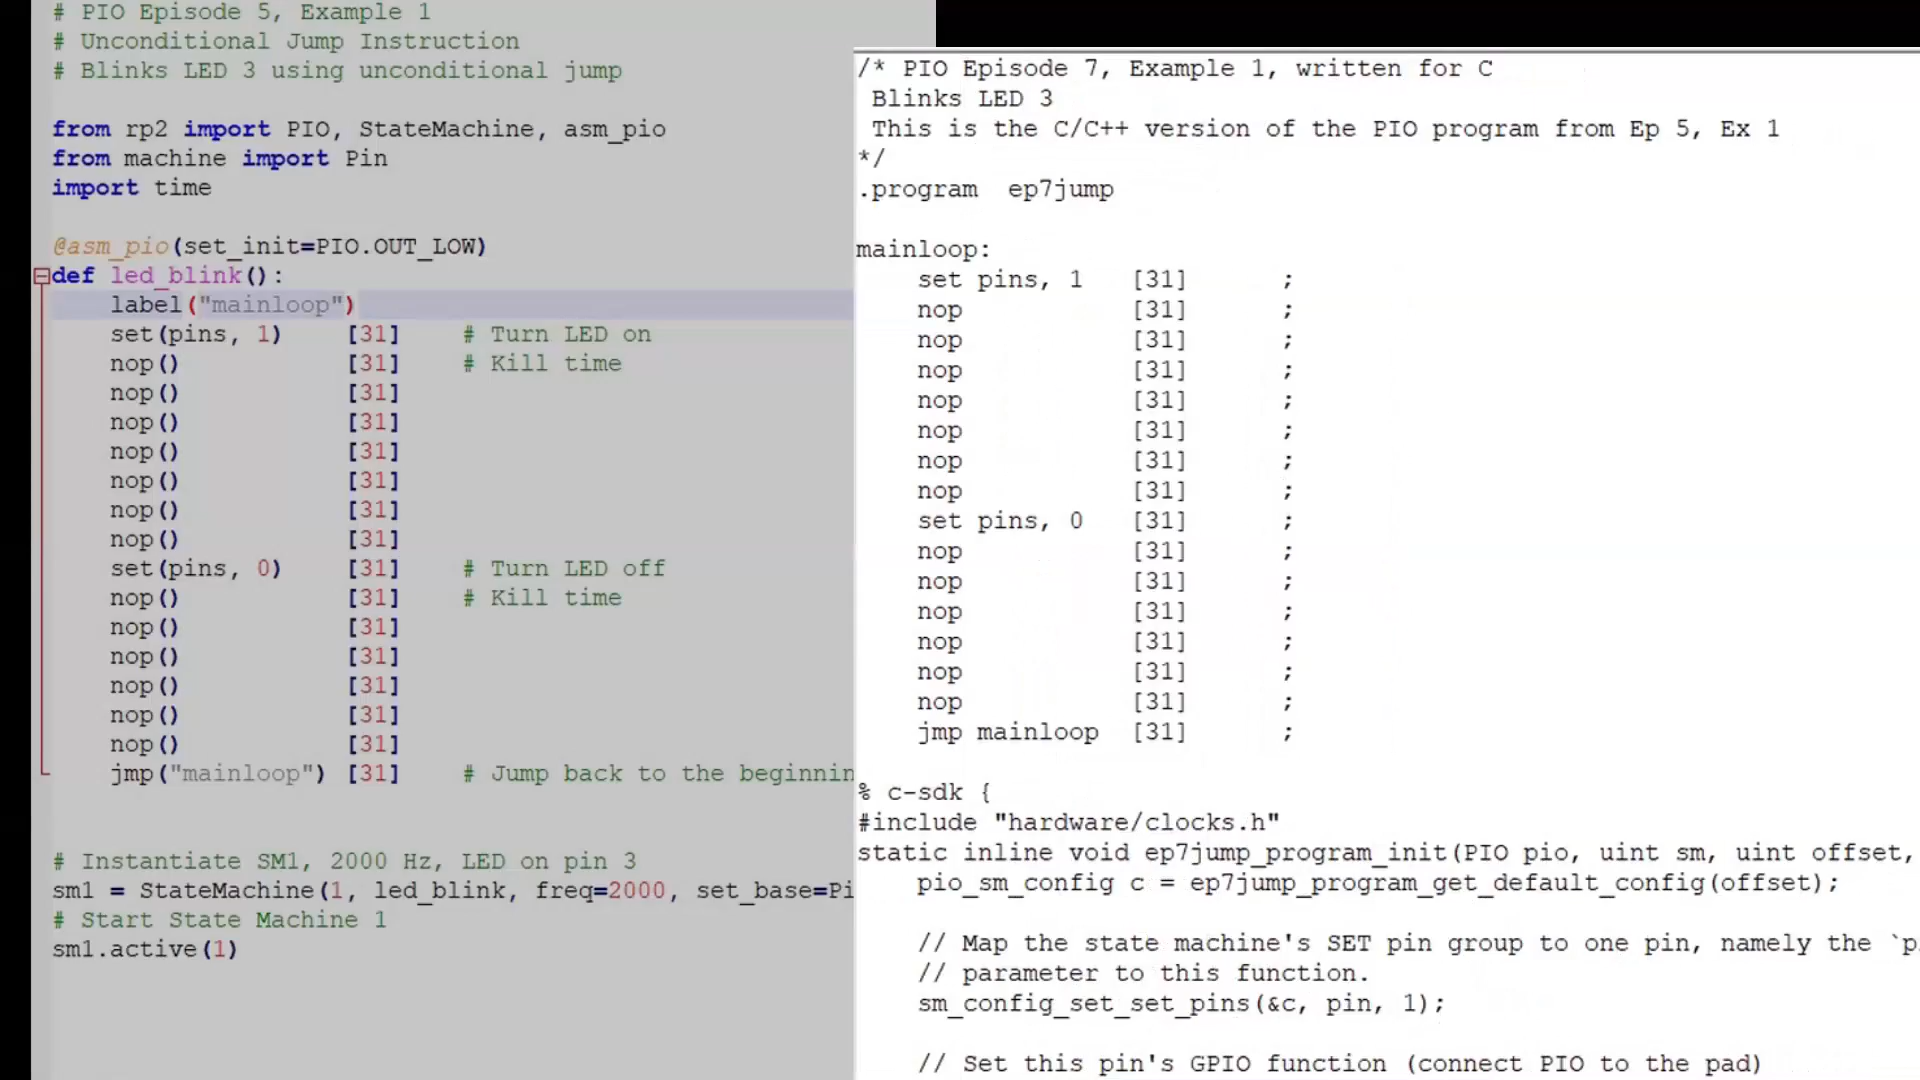 # PIO Episode 5, Example 1
# Unconditional Jump Instruction
# Blinks LED 3 using unconditional jump
from rp2 import PIO, StateMachine, asm_pio
from machine import Pin
import time
@asm_pio(set_init=PIO.OUT_LOW)
def led_blink():
label("mainloop")
set(pins, 1) [31] # Turn LED on
nop() [31] # Kill time
nop() [31]
nop() [31]
nop() [31]
nop() [31]
nop() [31]
nop() [31]
set(pins, 0) [31] # Turn LED off
nop() [31] # Kill time
nop() [31]
nop() [31]
nop() [31]
nop() [31]
nop() [31]
jmp("mainloop") [31] # Jump back to the beginnin
# Instantiate SM1, 2000 Hz, LED on pin 3
sm1 = StateMachine(1, led_blink, freq=2000, set_base=Pi
# Start State Machine 1
sm1.active(1)
/* PIO Episode 7, Example 1, written for C
Blinks LED 3
This is the C/C++ version of the PIO program from Ep 5, Ex 1
*/
.program ep7jump
mainloop:
set pins, 1 [31] ;
nop [31] ;
nop [31] ;
nop [31] ;
nop [31] ;
nop [31] ;
nop [31] ;
nop [31] ;
set pins, 0 [31] ;
nop [31] ;
nop [31] ;
nop [31] ;
nop [31] ;
nop [31] ;
nop [31] ;
jmp mainloop [31] ;
% c-sdk {
#include "hardware/clocks.h"
static inline void ep7jump_program_init(PIO pio, uint sm, uint offset,
pio_sm_config c = ep7jump_program_get_default_config(offset);
// Map the state machine's SET pin group to one pin, namely the `pi
// parameter to this function.
sm_config_set_set_pins(&c, pin, 1);
// Set this pin's GPIO function (connect PIO to the pad)